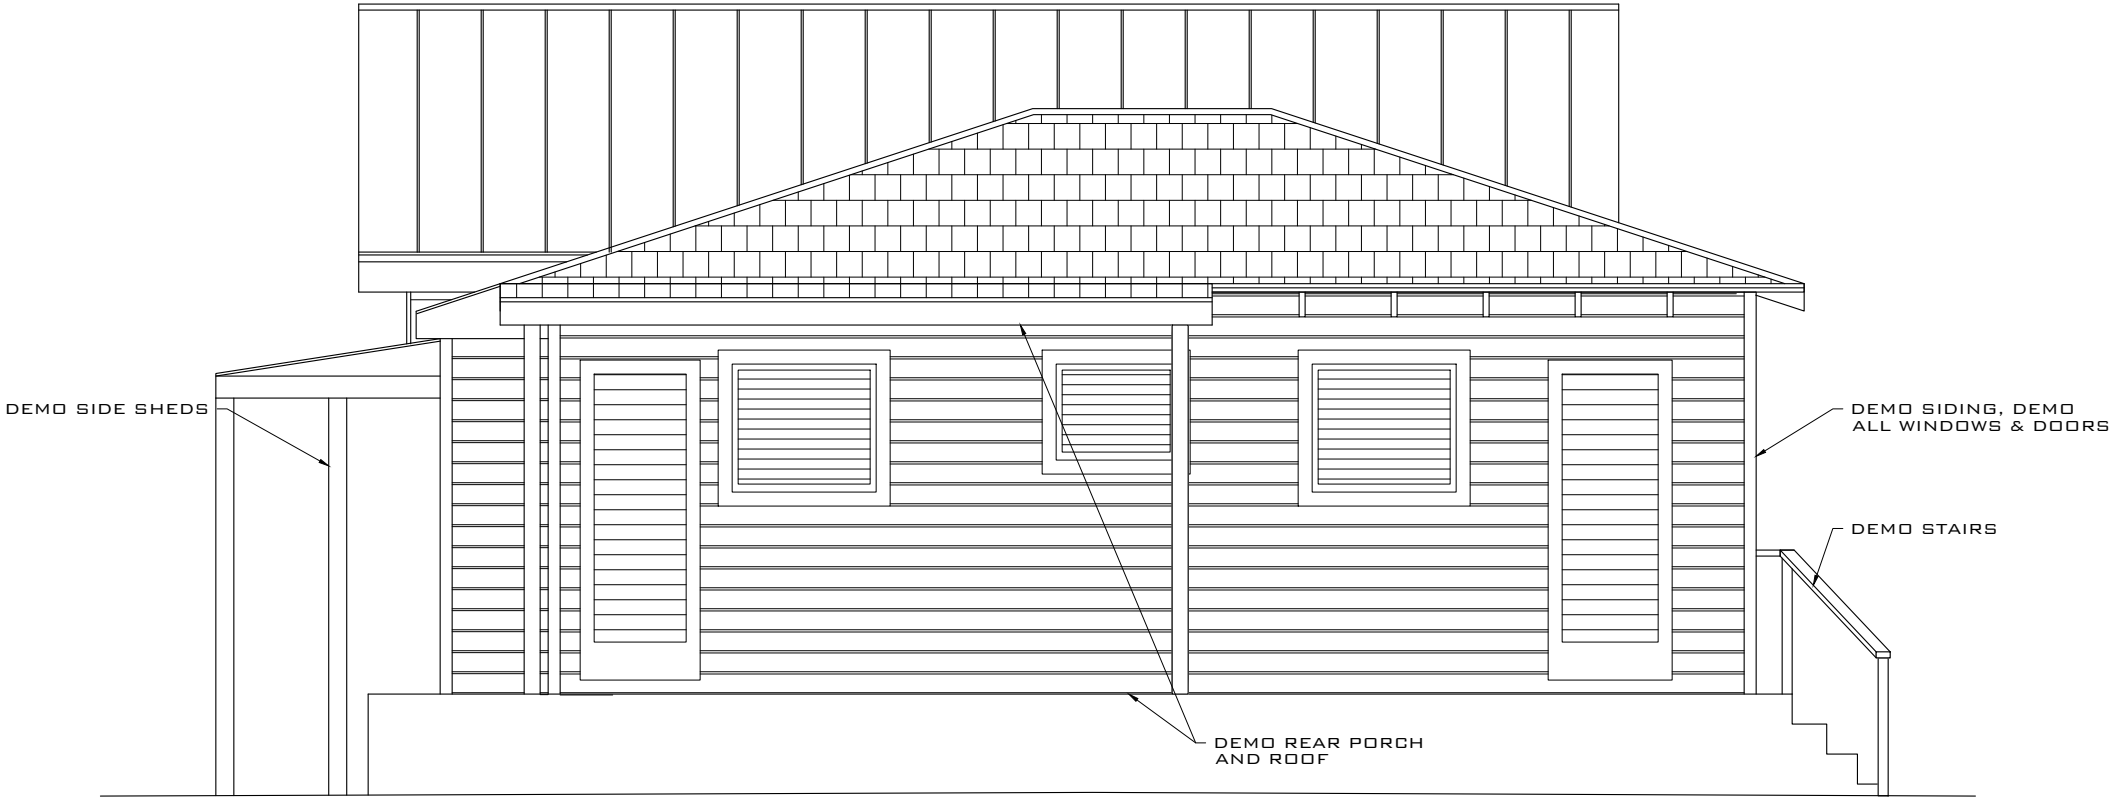 DEMO SIDE SHEDS
DEMO SIDING, DEMO
ALL WINDOWS & DOORS
DEMO STAIRS
DEMO REAR PORCH
AND ROOF